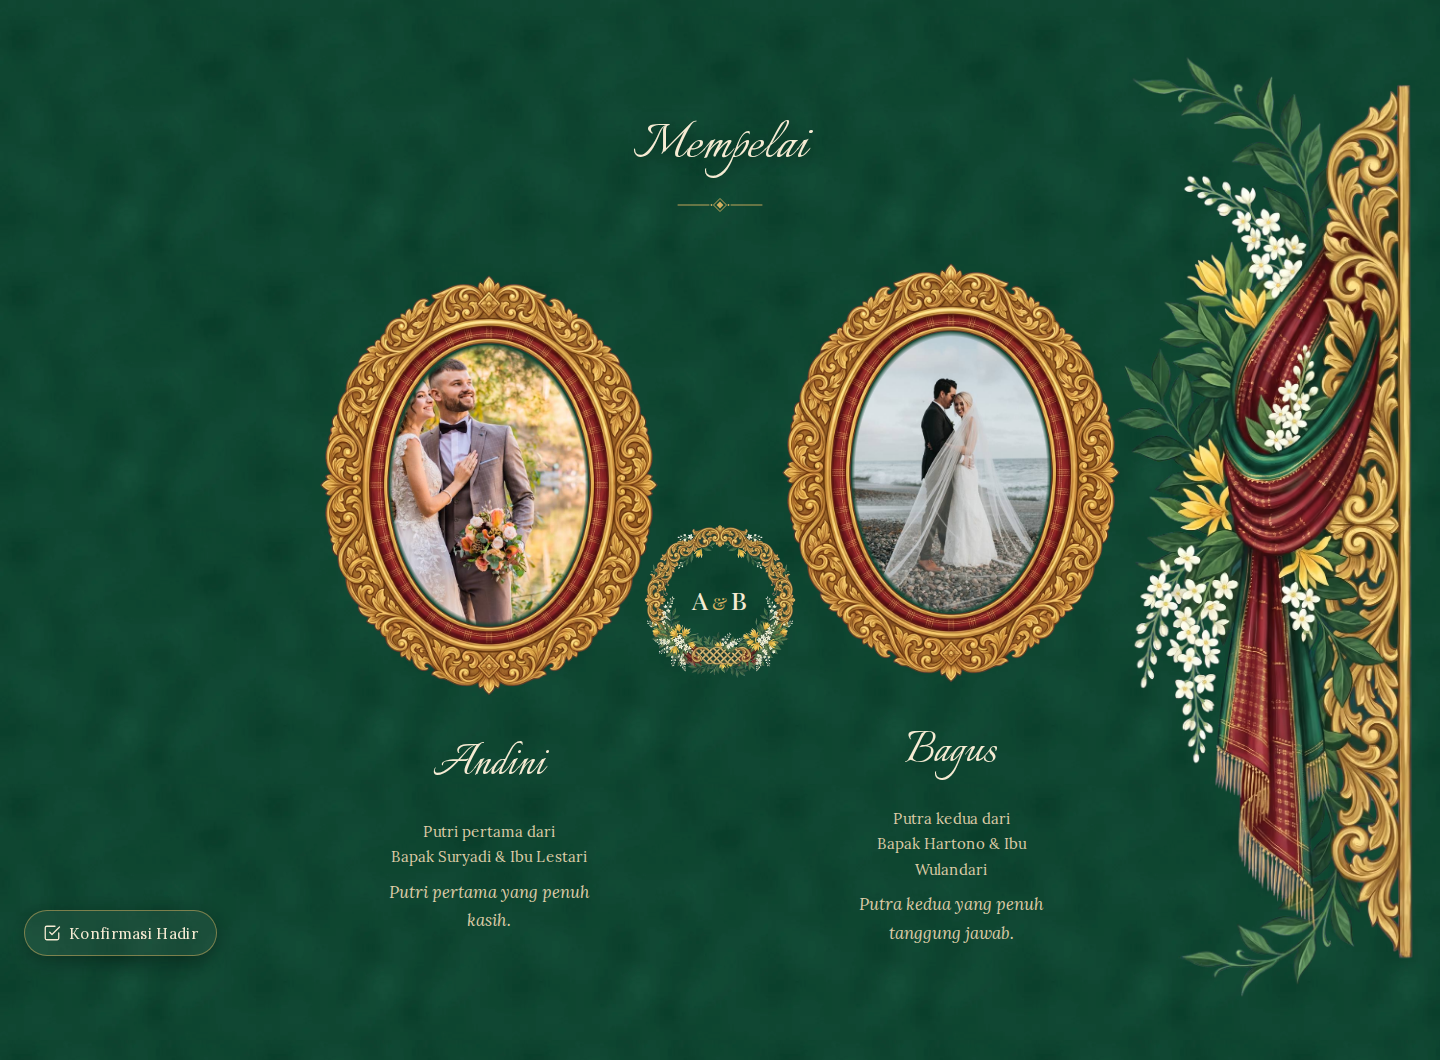 Mempelai
A & B
Andini
Putri pertama dari
Bapak Suryadi & Ibu Lestari
Putri pertama yang penuh
kasih.
Bagus
Putra kedua dari
Bapak Hartono & Ibu
Wulandari
Putra kedua yang penuh
tanggung jawab.
Konfirmasi Hadir